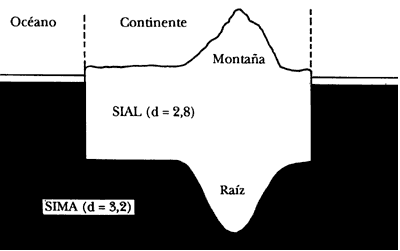 Océano
Continente
Montaña
SIAL (d = 2,8)
Raíz
SIMA (d = 3,2)